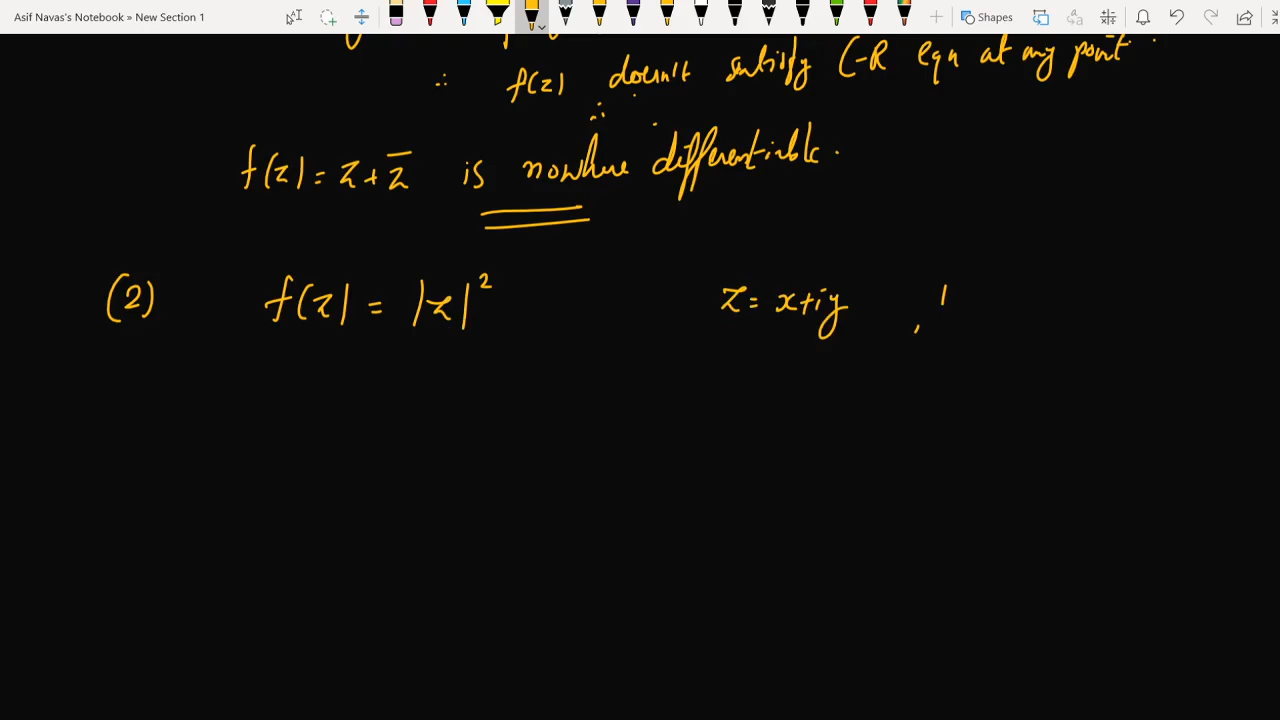 Asif Navas's Notebook » New Section 1
Shapes
∴ f(z) doesn't satisfy C-R eqn at any point.
∴
f(z) = z + z̅ is nowhere differentiable.
(2) f(z) = |z|² z = x+iy , |